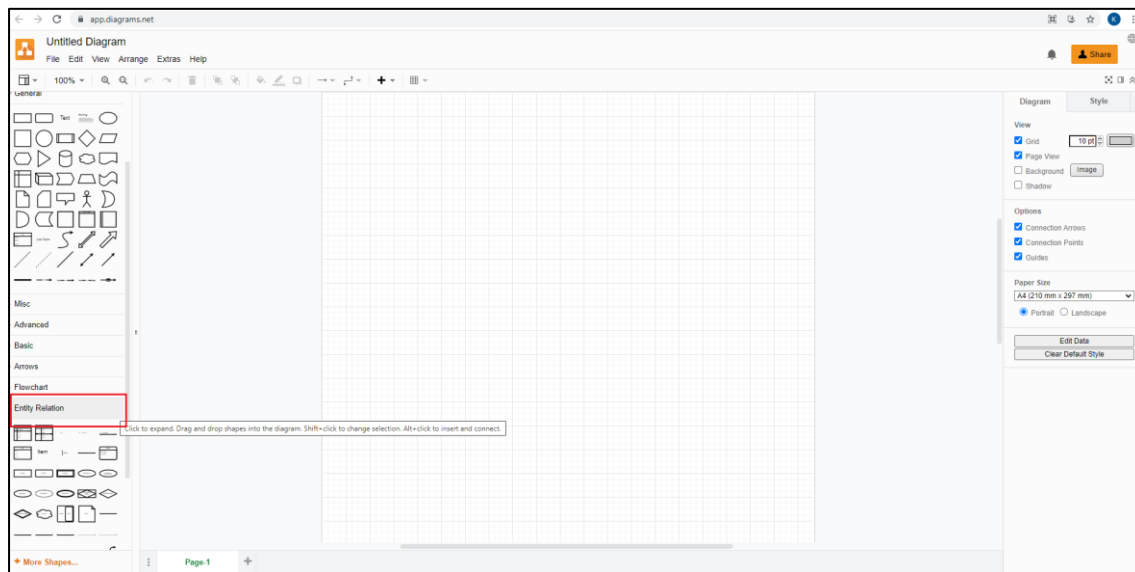 app.diagrams.net
K
Untitled Diagram
File Edit View Arrange Extras Help
Share
100%
General
Text
List Item
Misc
Advanced
Basic
Arrows
Flowchart
Entity Relation
Click to expand. Drag and drop shapes into the diagram. Shift+click to change selection. Alt+click to insert and connect.
Item
+ More Shapes...
Page-1
Diagram Style
View
Grid 10 pt
Page View
Background Image
Shadow
Options
Connection Arrows
Connection Points
Guides
Paper Size
A4 (210 mm x 297 mm)
Portrait Landscape
Edit Data
Clear Default Style